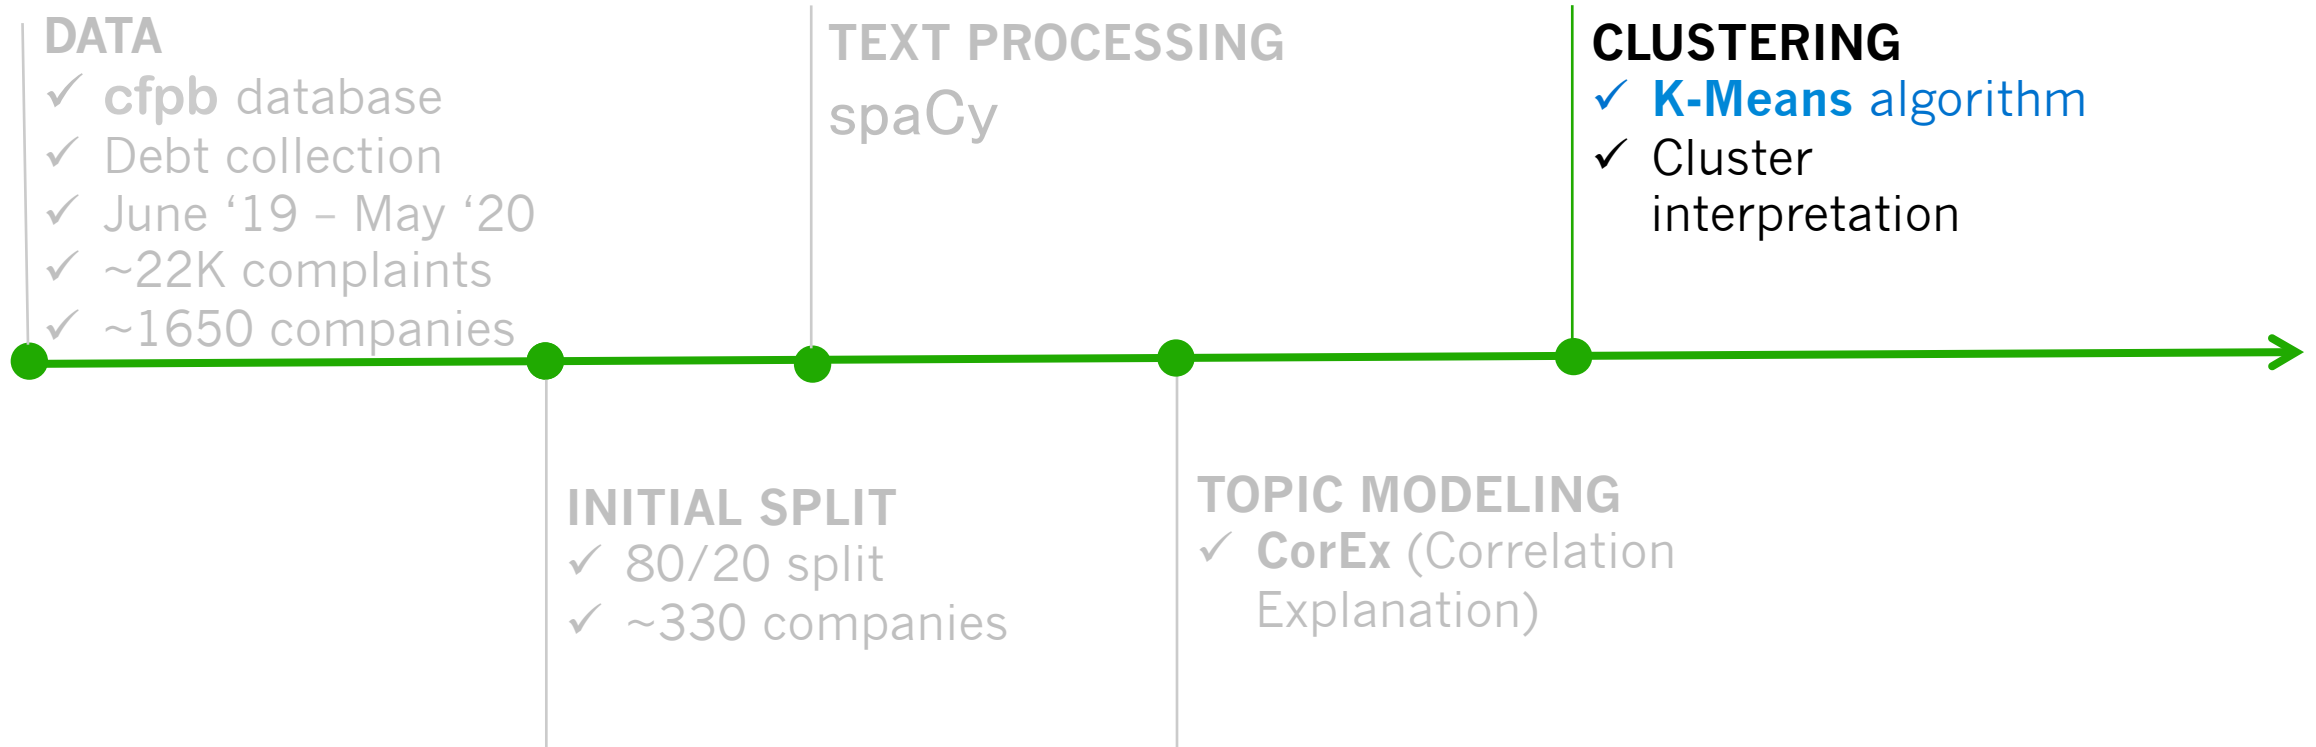 DATA
✓ cfpb database
✓ Debt collection
✓ June ‘19 – May ‘20
✓ ~22K complaints
✓ ~1650 companies
INITIAL SPLIT
✓ 80/20 split
✓ ~330 companies
TEXT PROCESSING
spaCy
TOPIC MODELING
✓ CorEx (Correlation
Explanation)
CLUSTERING
✓ K-Means algorithm
✓ Cluster
interpretation